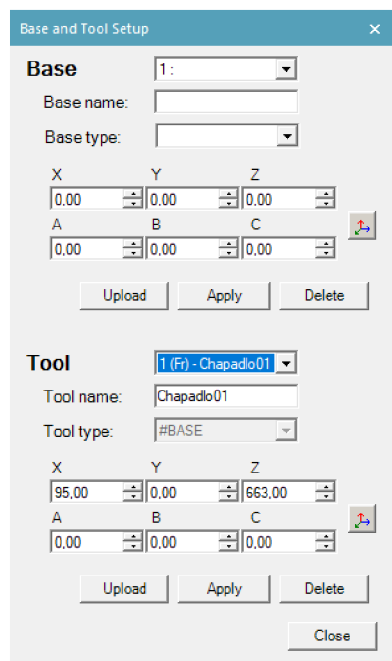 Base and Tool Setup ×
Base 1 :
Base name:
Base type:
X Y Z
0.00 0.00 0.00
A B C
0,00 0,00 0,00
Upload Apply Delete
Tool 1 (Fr) - Chapadlo01
Tool name: Chapadlo01
Tool type: #BASE
X Y Z
95,00 0,00 663,00
A B C
0,00 0,00 0,00
Upload Apply Delete
Close